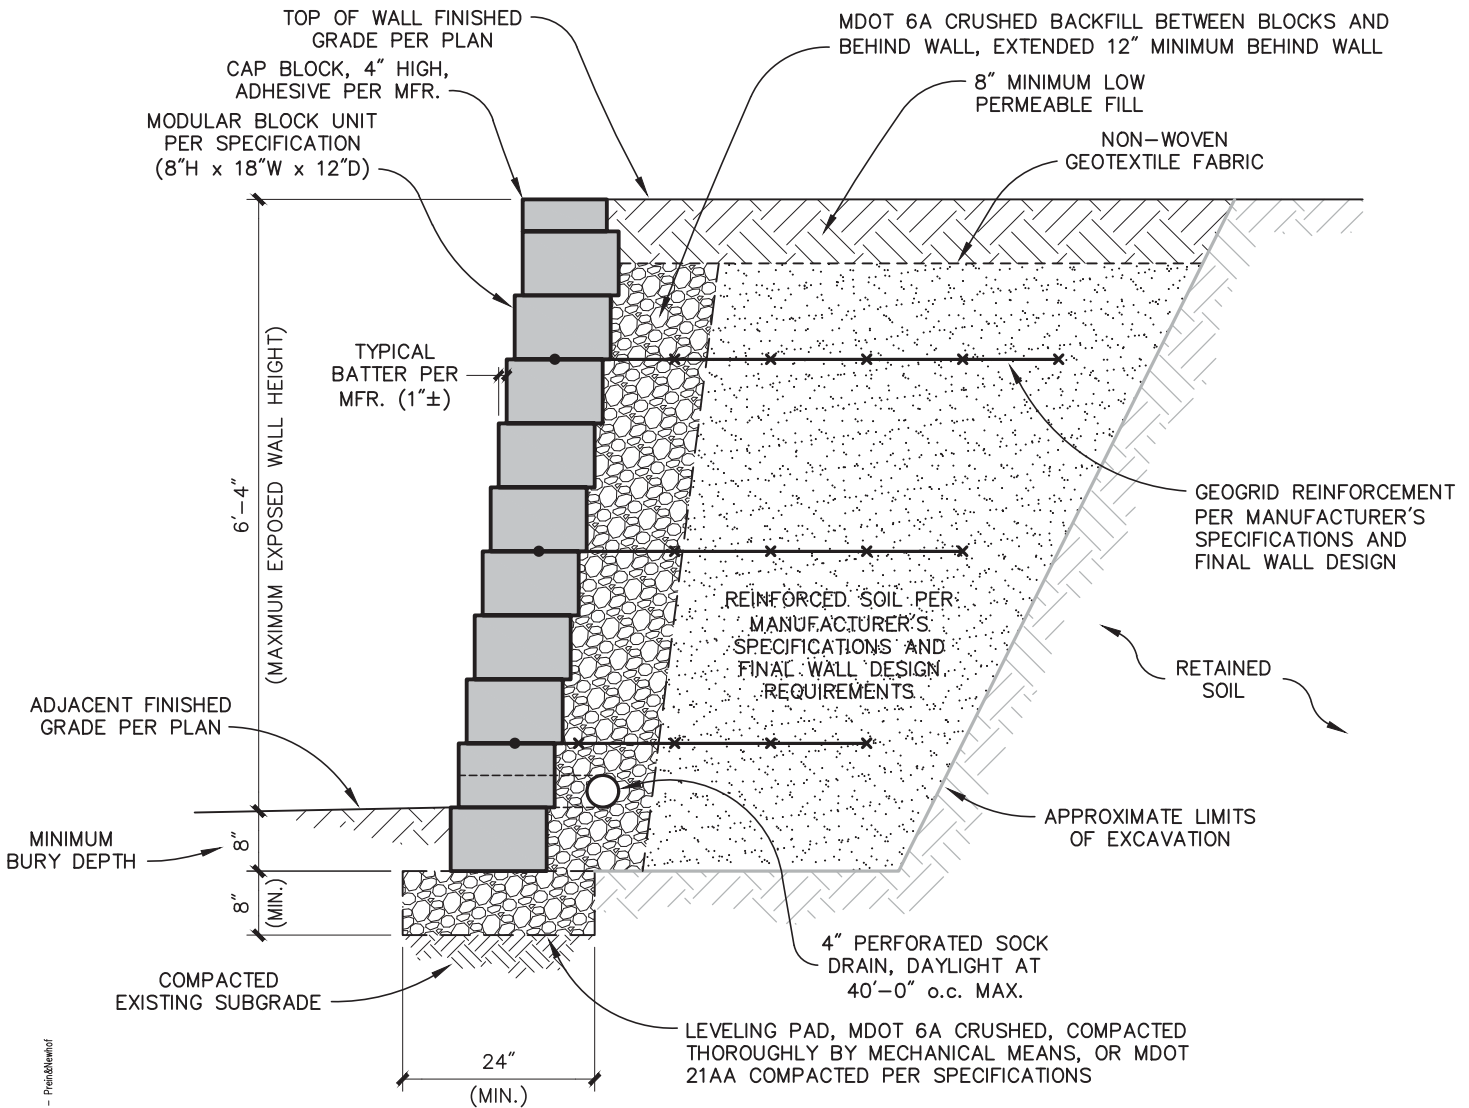 TOP OF WALL FINISHED
GRADE PER PLAN
CAP BLOCK, 4" HIGH,
ADHESIVE PER MFR.
MODULAR BLOCK UNIT
PER SPECIFICATION
(8"H x 18"W x 12"D)
MDOT 6A CRUSHED BACKFILL BETWEEN BLOCKS AND
BEHIND WALL, EXTENDED 12" MINIMUM BEHIND WALL
8" MINIMUM LOW
PERMEABLE FILL
NON-WOVEN
GEOTEXTILE FABRIC
TYPICAL
BATTER PER
MFR. (1"±)
6'-4"
(MAXIMUM EXPOSED WALL HEIGHT)
GEOGRID REINFORCEMENT
PER MANUFACTURER'S
SPECIFICATIONS AND
FINAL WALL DESIGN
REINFORCED SOIL PER
MANUFACTURER'S
SPECIFICATIONS AND
FINAL WALL DESIGN
REQUIREMENTS
RETAINED
SOIL
ADJACENT FINISHED
GRADE PER PLAN
MINIMUM
BURY DEPTH
8"
8"
(MIN.)
APPROXIMATE LIMITS
OF EXCAVATION
COMPACTED
EXISTING SUBGRADE
4" PERFORATED SOCK
DRAIN, DAYLIGHT AT
40'-0" o.c. MAX.
LEVELING PAD, MDOT 6A CRUSHED, COMPACTED
THOROUGHLY BY MECHANICAL MEANS, OR MDOT
21AA COMPACTED PER SPECIFICATIONS
24"
(MIN.)
- Prein&Newhof